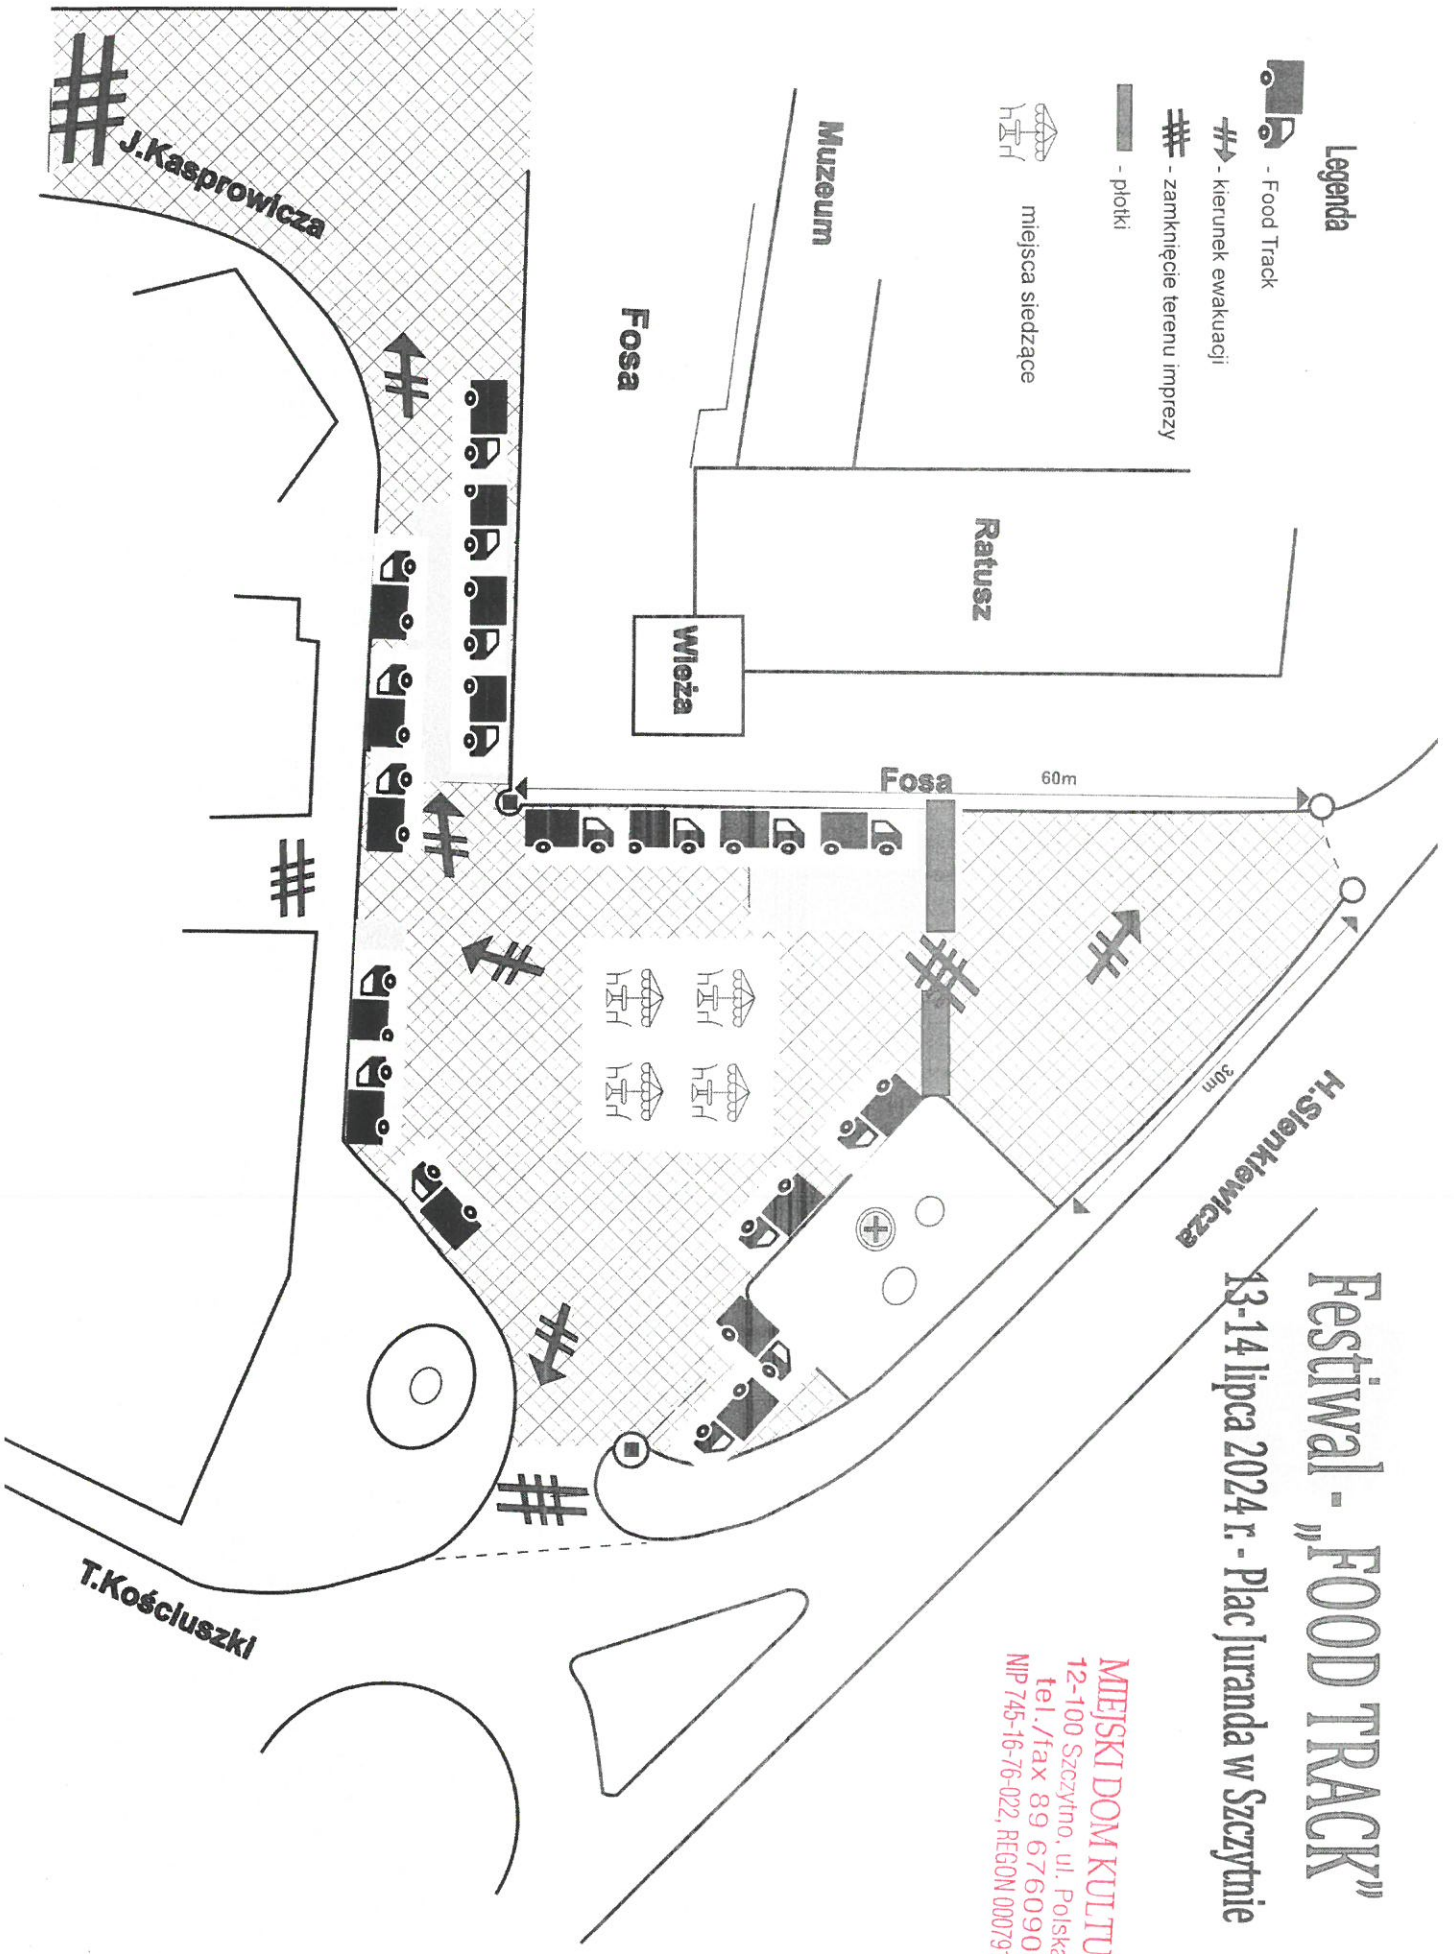 Festiwal - „FOOD TRACK”
13-14 lipca 2024 r. - Plac Juranda w Szczytnie
Legenda
- Food Track
- kierunek ewakuacji
- zamknięcie terenu imprezy
- płotki
miejsca siedzące
Muzeum
Ratusz
Fosa
Wieża
Fosa
60m
30m
H.Sienkiewicza
J.Kasprowicza
T.Kościuszki
MIEJSKI DOM KULTU
12-100 Szczytno, ul. Polska
tel./fax 89 676090
NIP 745-16-76-022, REGON 00079